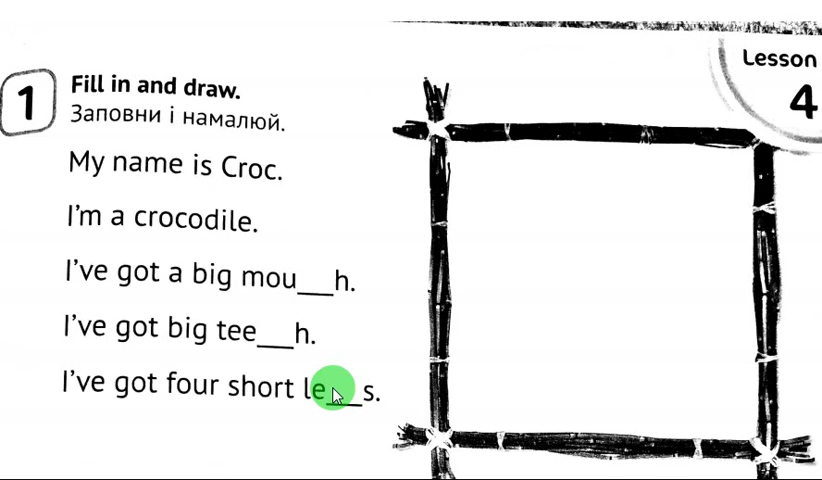 Lesson
4
1
Fill in and draw.
Заповни і намалюй.
My name is Croc.
I'm a crocodile.
I've got a big mou__h.
I've got big tee__h.
I've got four short le__s.